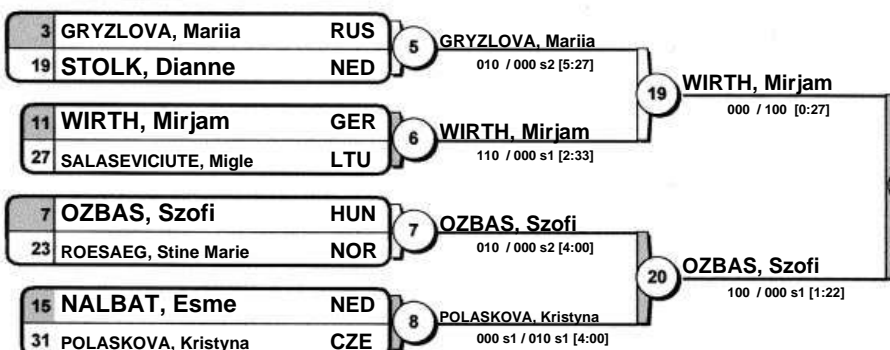 3 GRYZLOVA, Mariia RUS
19 STOLK, Dianne NED
5
GRYZLOVA, Mariia
010 / 000 s2 [5:27]
11 WIRTH, Mirjam GER
27 SALASEVICIUTE, Migle LTU
6
WIRTH, Mirjam
110 / 000 s1 [2:33]
19
WIRTH, Mirjam
000 / 100 [0:27]
7 OZBAS, Szofi HUN
23 ROESAEG, Stine Marie NOR
7
OZBAS, Szofi
010 / 000 s2 [4:00]
15 NALBAT, Esme NED
31 POLASKOVA, Kristyna CZE
8
POLASKOVA, Kristyna
000 s1 / 010 s1 [4:00]
20
OZBAS, Szofi
100 / 000 s1 [1:22]